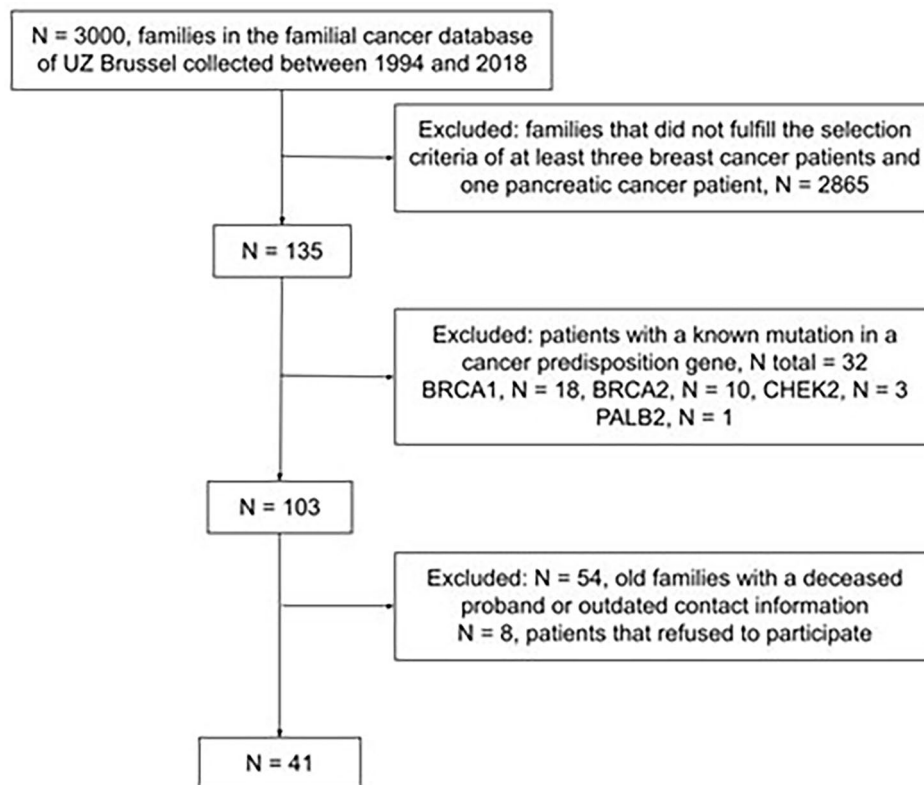 N = 3000, families in the familial cancer database
of UZ Brussel collected between 1994 and 2018
Excluded: families that did not fulfill the selection
criteria of at least three breast cancer patients and
one pancreatic cancer patient, N = 2865
N = 135
Excluded: patients with a known mutation in a
cancer predisposition gene, N total = 32
BRCA1, N = 18, BRCA2, N = 10, CHEK2, N = 3
PALB2, N = 1
N = 103
Excluded: N = 54, old families with a deceased
proband or outdated contact information
N = 8, patients that refused to participate
N = 41